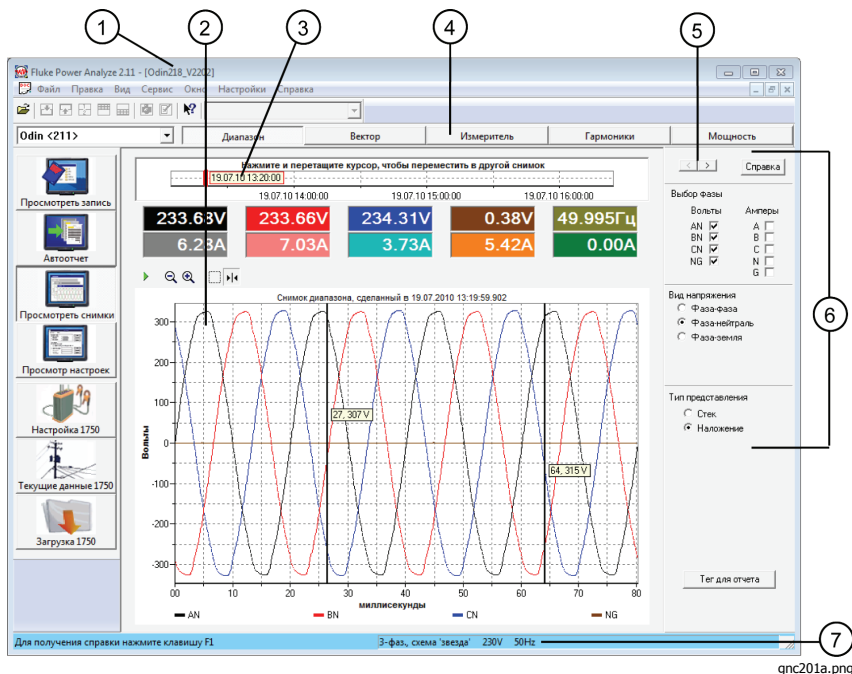 1
2
3
4
5
Fluke Power Analyze 2.11 - [Odin218_V2202]
Файл Правка Вид Сервис Окно Настройки Справка
Odin <211>
Диапазон Вектор Измеритель Гармоники Мощность
Нажмите и перетащите курсор, чтобы переместить в другой снимок
19.07.10 13:20:00
19.07.10 14:00:00 19.07.10 15:00:00 19.07.10 16:00:00
233.68V 233.66V 234.31V 0.38V 49.995Гц
6.23A 7.03A 3.73A 5.42A 0.00A
Просмотреть запись
Автоотчет
Просмотреть снимки
Просмотр настроек
Настройка 1750
Текущие данные 1750
Загрузка 1750
Снимок диапазона, сделанный в 19.07.2010 13:19:59.902
Вольты
300
200
100
0
-100
-200
-300
27, 307 V
64, 315 V
00 10 20 30 40 50 60 70 80
миллисекунды
AN BN CN NG
< > Справка
Выбор фазы
Вольты Амперы
AN A
BN B
CN C
NG N
G
Вид напряжения
Фаза-фаза
Фаза-нейтраль
Фаза-земля
Тип представления
Стек
Наложение
6
Тег для отчета
Для получения справки нажмите клавишу F1
3-фаз., схема 'звезда' 230V 50Hz
7
gnc201a.png